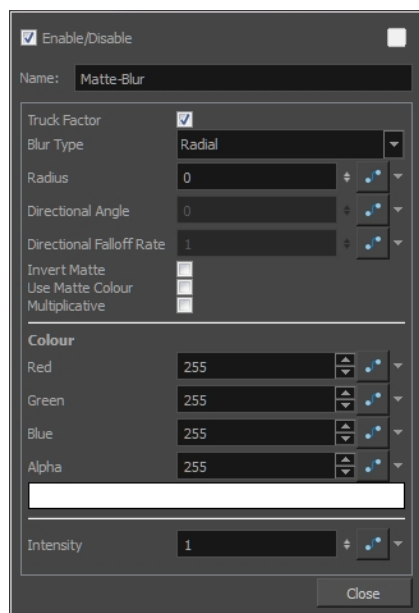 Enable/Disable
Name: Matte-Blur
Truck Factor
Blur Type Radial
Radius 0
Directional Angle 0
Directional Falloff Rate 1
Invert Matte
Use Matte Colour
Multiplicative
Colour
Red 255
Green 255
Blue 255
Alpha 255
Intensity 1
Close